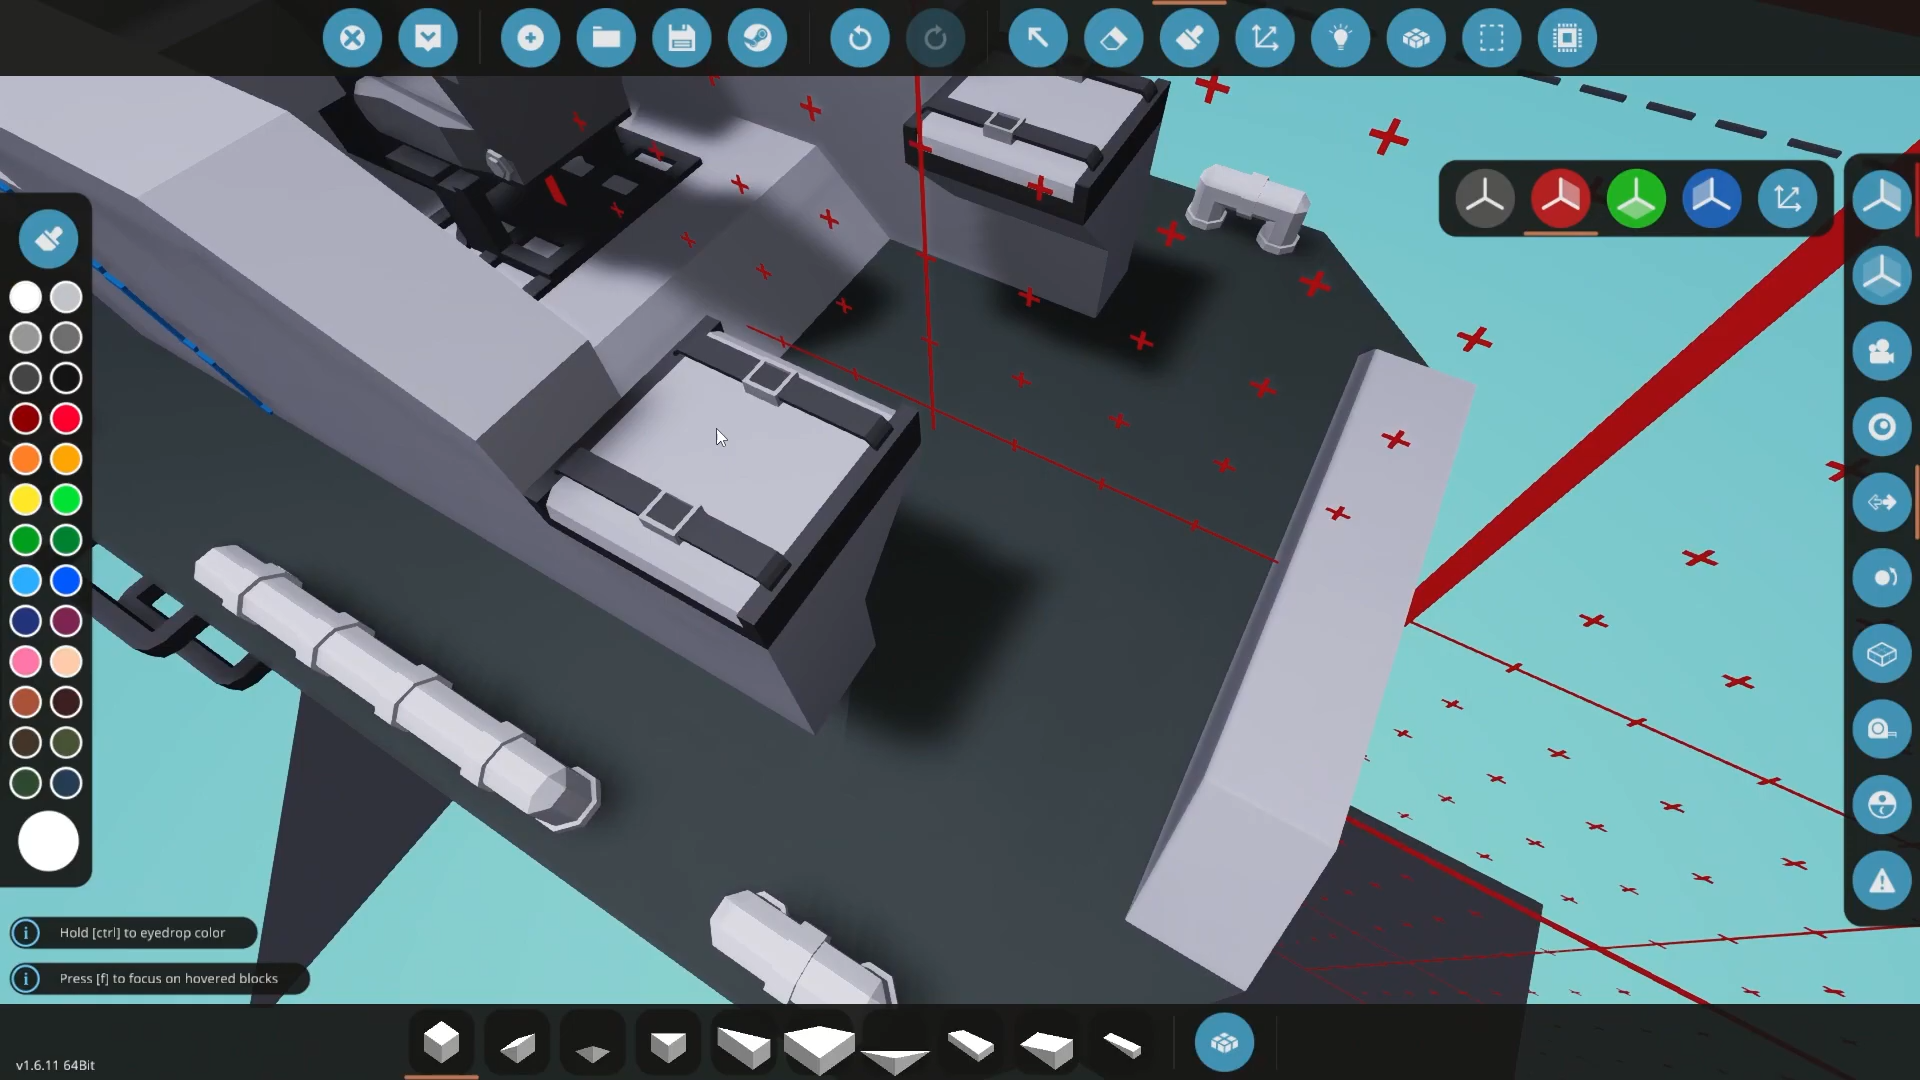 Hold [ctrl] to eyedrop color
Press [f] to focus on hovered blocks
v1.6.11 64Bit